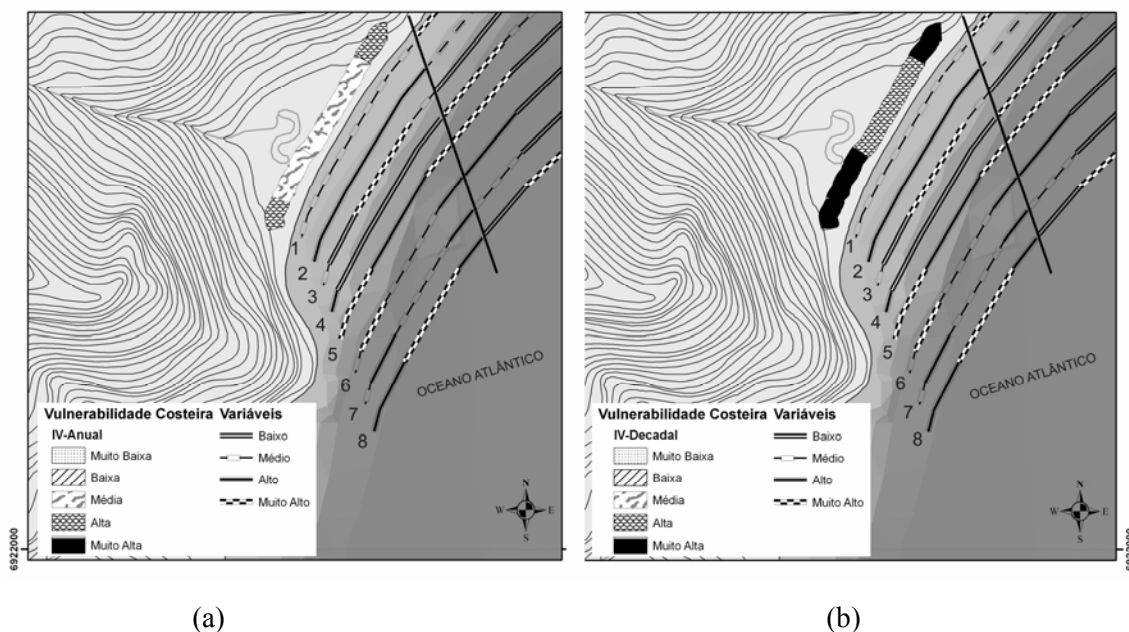 1
2
3
4
5
6
7
8
OCEANO ATLÂNTICO
Vulnerabilidade Costeira Variáveis
IV-Anual
Muito Baixa
Baixa
Média
Alta
Muito Alta
Baixo
Médio
Alto
Muito Alto
N
W E
S
6922000
(a)
1
2
3
4
5
6
7
8
OCEANO ATLÂNTICO
Vulnerabilidade Costeira Variáveis
IV-Decadal
Muito Baixa
Baixa
Média
Alta
Muito Alta
Baixo
Médio
Alto
Muito Alto
N
W E
S
6922000
(b)